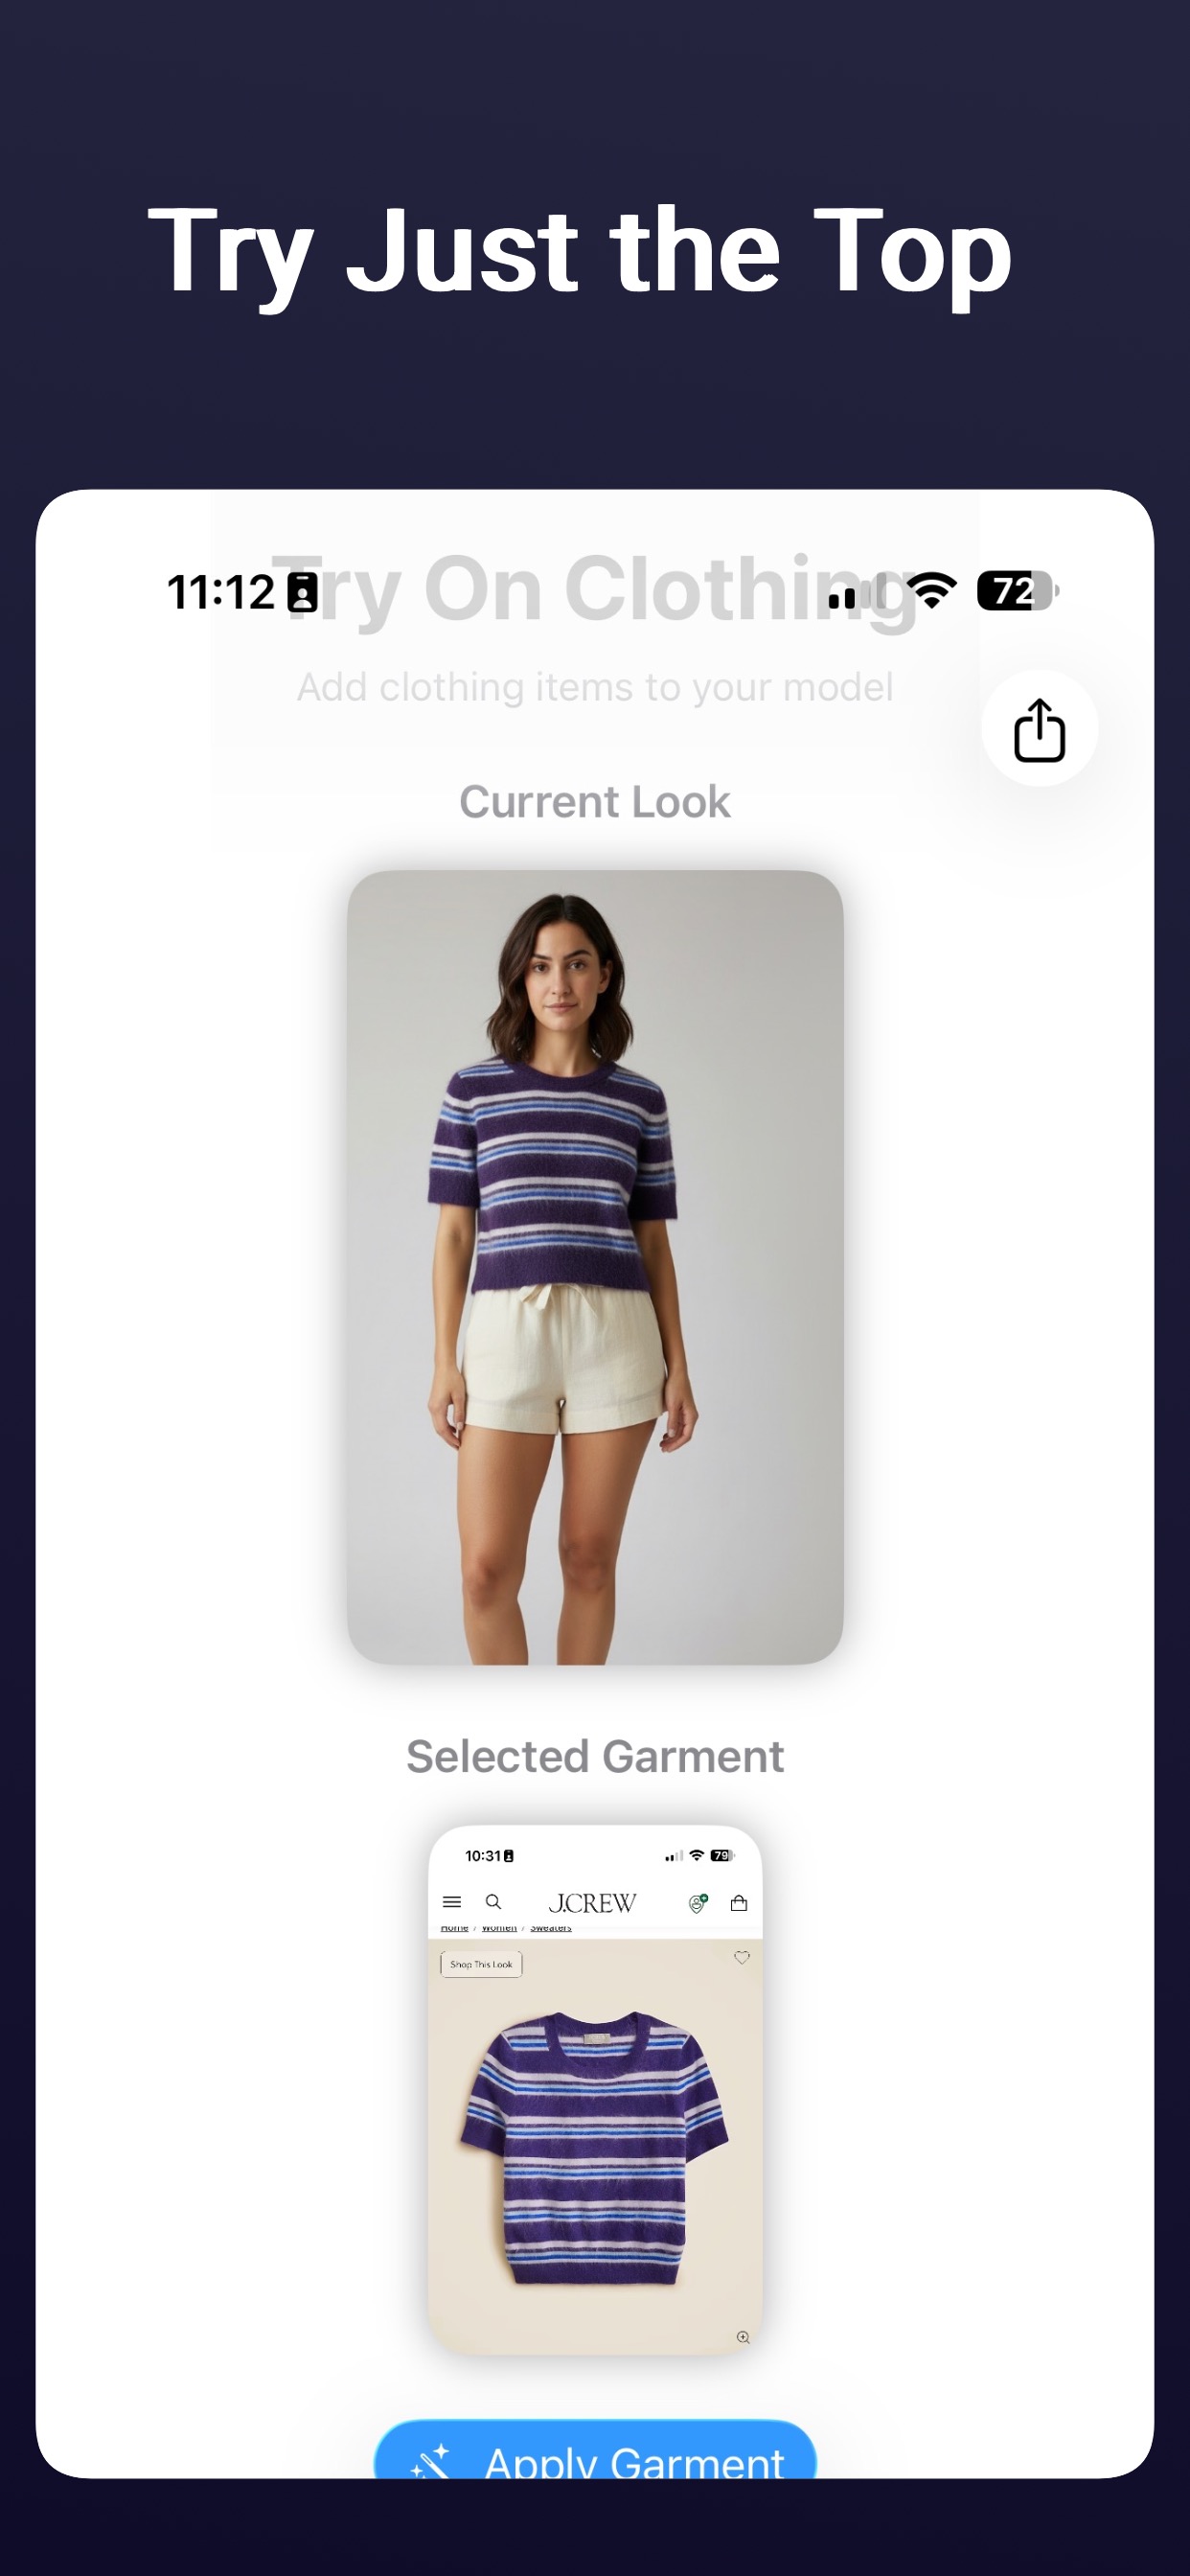 Try Just the Top
Try On Clothing
11:12
72
Add clothing items to your model
Current Look
Selected Garment
10:31
79
J.CREW
Home / Women / Sweaters
Shop This Look
Apply Garment